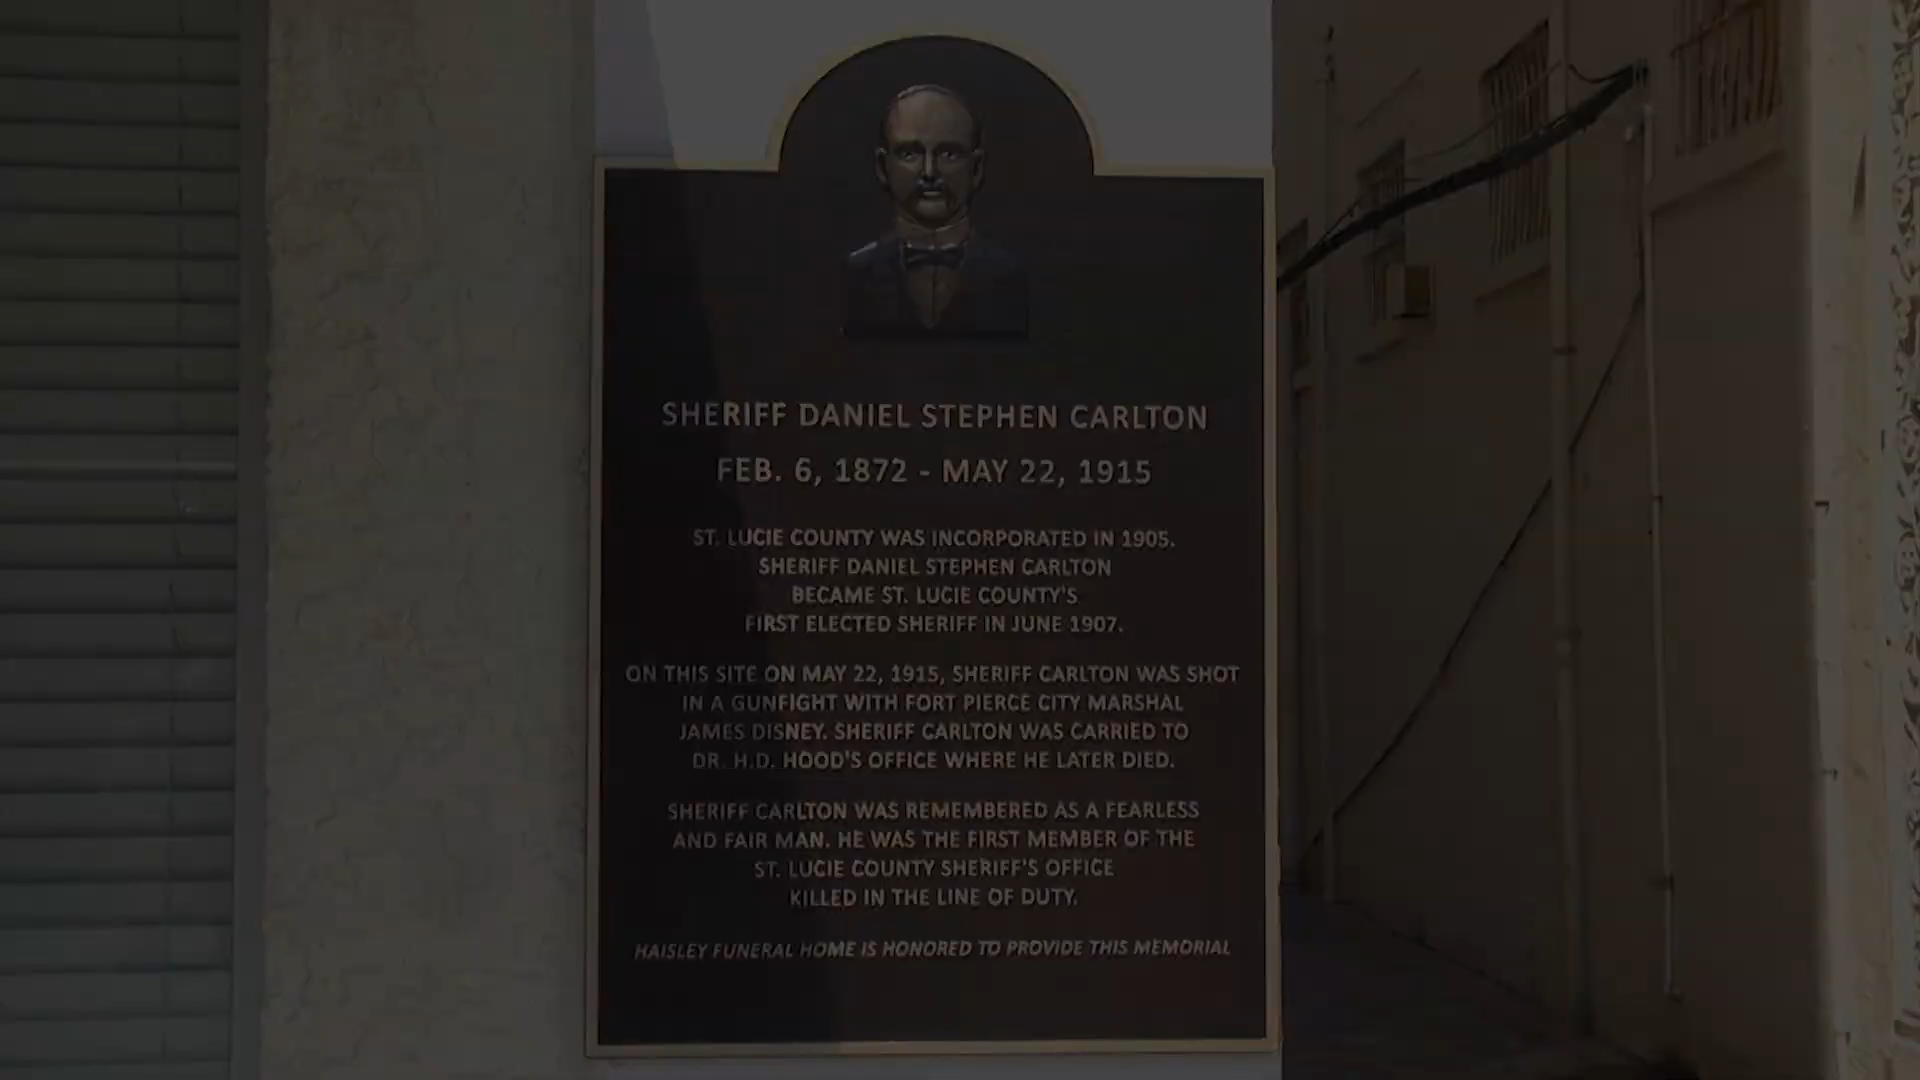 SHERIFF DANIEL STEPHEN CARLTON
FEB. 6, 1872 - MAY 22, 1915
ST. LUCIE COUNTY WAS INCORPORATED IN 1905.
SHERIFF DANIEL STEPHEN CARLTON
BECAME ST. LUCIE COUNTY'S
FIRST ELECTED SHERIFF IN JUNE 1907.
ON THIS SITE ON MAY 22, 1915, SHERIFF CARLTON WAS SHOT
IN A GUNFIGHT WITH FORT PIERCE CITY MARSHAL
JAMES DISNEY. SHERIFF CARLTON WAS CARRIED TO
DR. H.D. HOOD'S OFFICE WHERE HE LATER DIED.
SHERIFF CARLTON WAS REMEMBERED AS A FEARLESS
AND FAIR MAN. HE WAS THE FIRST MEMBER OF THE
ST. LUCIE COUNTY SHERIFF'S OFFICE
KILLED IN THE LINE OF DUTY.
HAISLEY FUNERAL HOME IS HONORED TO PROVIDE THIS MEMORIAL